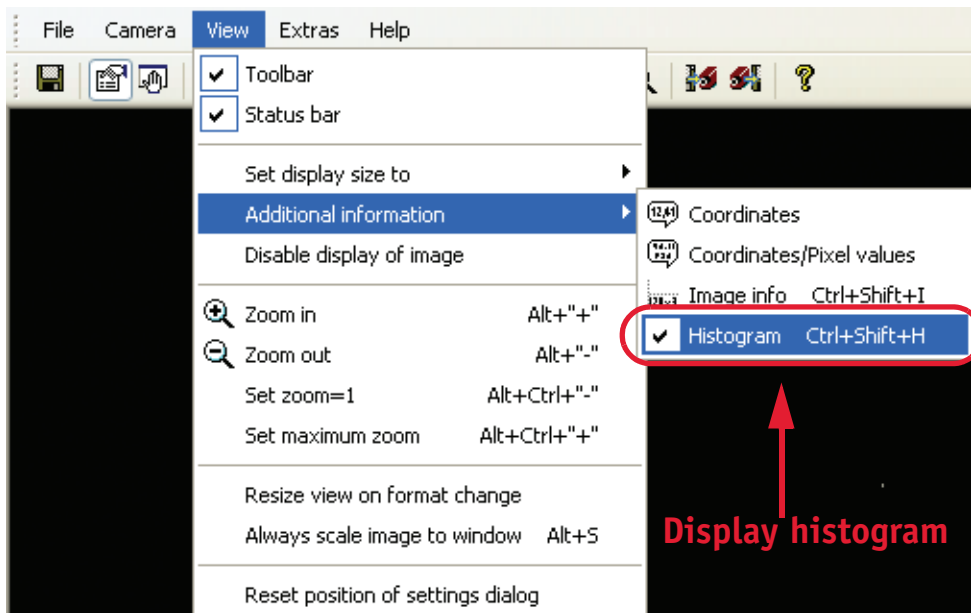 File Camera View Extras Help
Toolbar
Status bar
Set display size to
Additional information
Disable display of image
Zoom in Alt+"+"
Zoom out Alt+"-"
Set zoom=1 Alt+Ctrl+"-"
Set maximum zoom Alt+Ctrl+"+"
Resize view on format change
Always scale image to window Alt+S
Reset position of settings dialog
Coordinates
Coordinates/Pixel values
Image info Ctrl+Shift+I
Histogram Ctrl+Shift+H
Display histogram